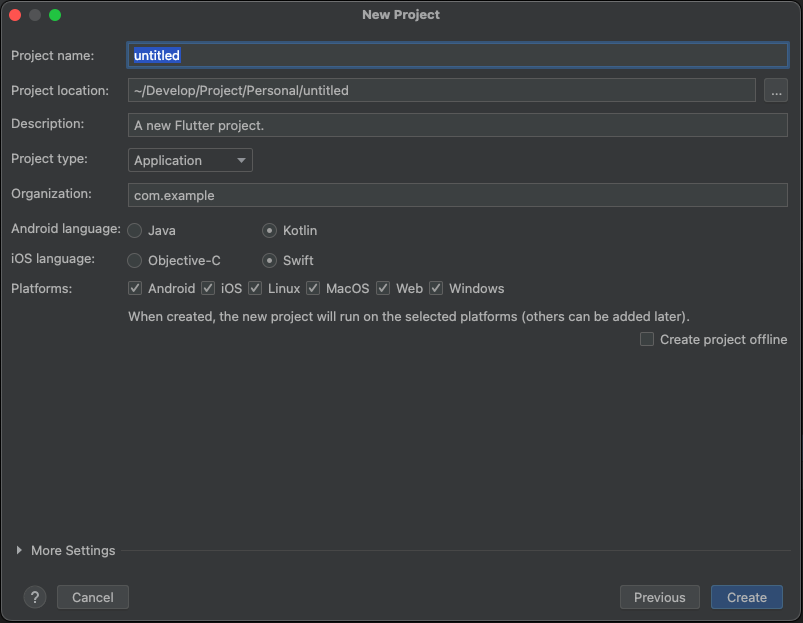 New Project
Project name: untitled
Project location: ~/Develop/Project/Personal/untitled ...
Description: A new Flutter project.
Project type: Application
Organization: com.example
Android language: Java Kotlin
iOS language: Objective-C Swift
Platforms: Android iOS Linux MacOS Web Windows
When created, the new project will run on the selected platforms (others can be added later).
Create project offline
More Settings
? Cancel Previous Create